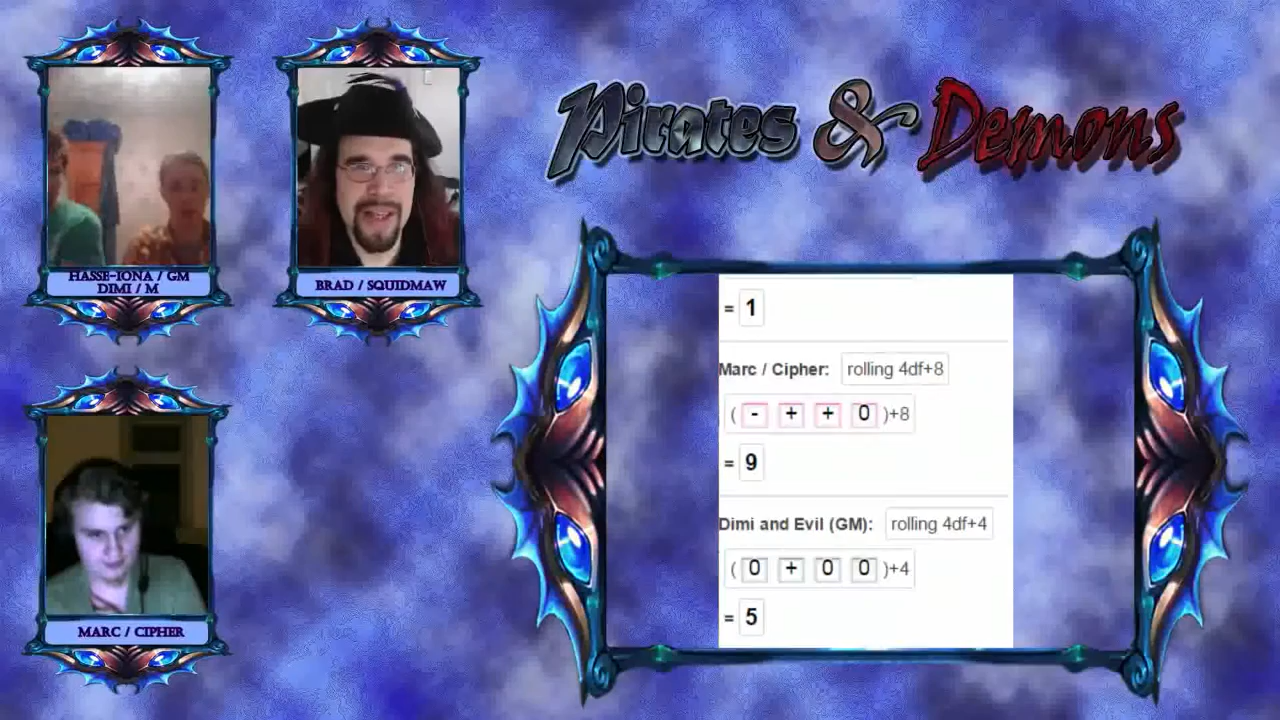 Pirates & Demons
HASSE-IONA / GM
DIMI / M
BRAD / SQUIDMAW
MARC / CIPHER
= 1
Marc / Cipher: rolling 4df+8
( - + + 0 )+8
= 9
Dimi and Evil (GM): rolling 4df+4
( 0 + 0 0 )+4
= 5